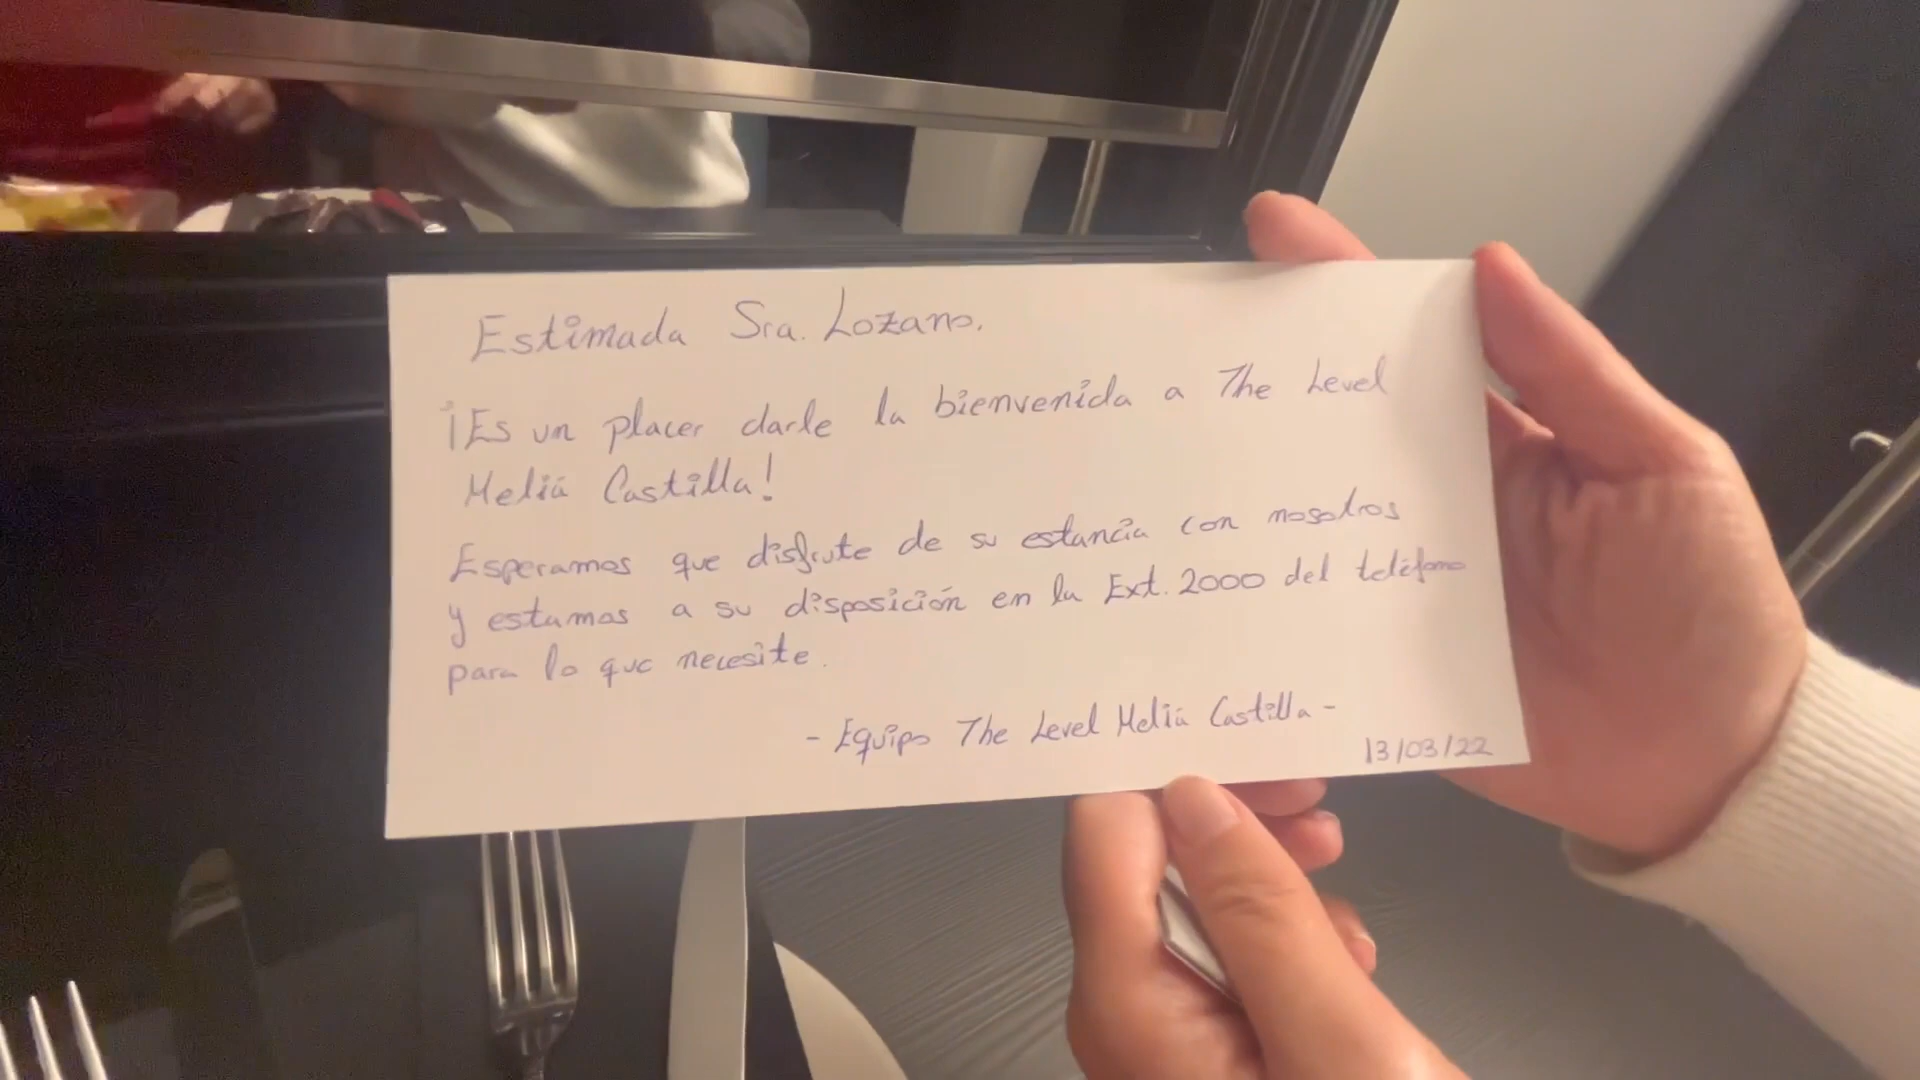 Estimada Sra. Lozano.
¡Es un placer darle la bienvenida a The Level
Meliá Castilla!
Esperamos que disfrute de su estancia con nosotros
y estamos a su disposición en la Ext. 2000 del teléfono
para lo que necesite.
- Equipo The Level Meliá Castilla -
13/03/22